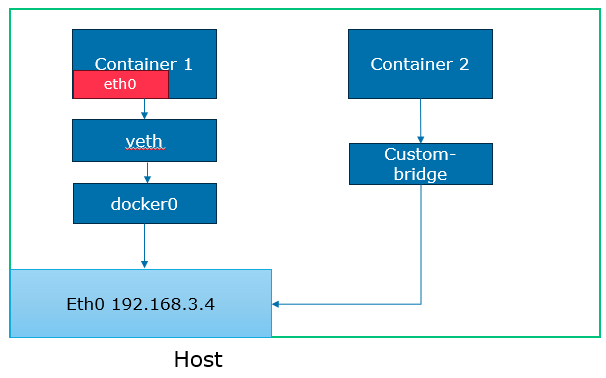 Container 1
eth0
veth
docker0
Container 2
Custom-
bridge
Eth0 192.168.3.4
Host